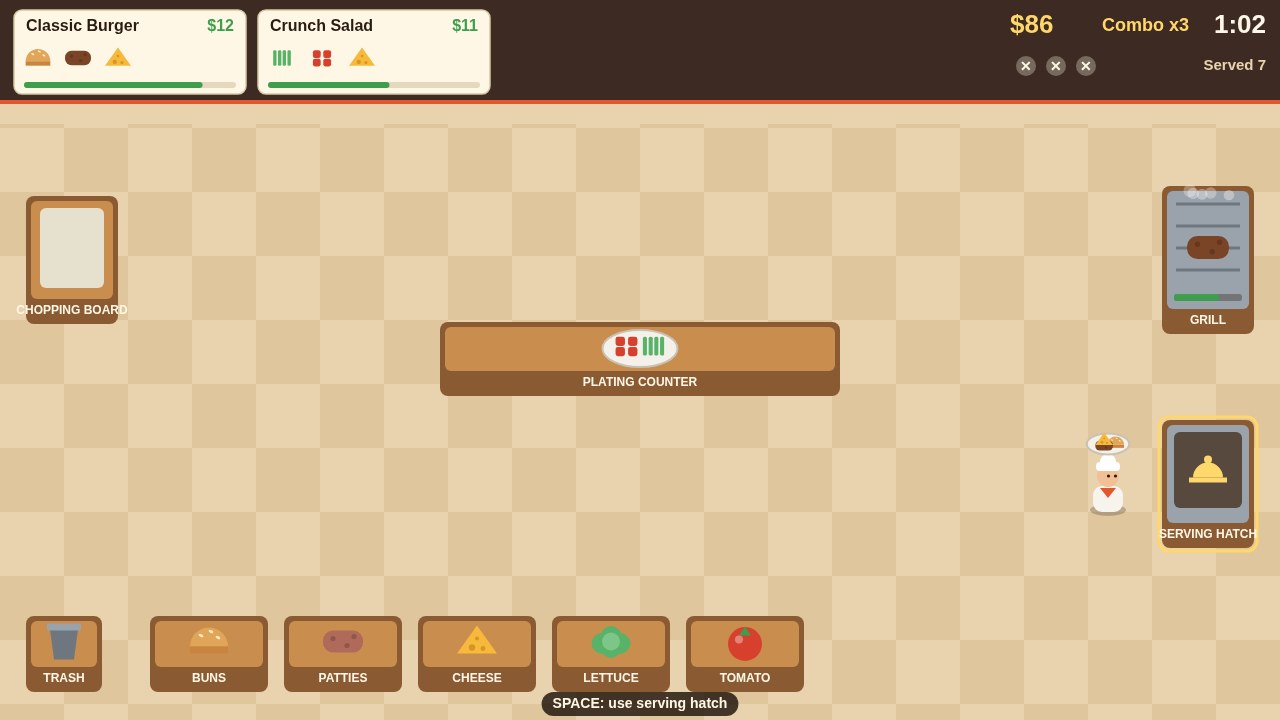 Classic Burger $12
Crunch Salad $11
$86 Combo x3 1:02
Served 7
CHOPPING BOARD
GRILL
PLATING COUNTER
SERVING HATCH
TRASH
BUNS
PATTIES
CHEESE
LETTUCE
TOMATO
SPACE: use serving hatch